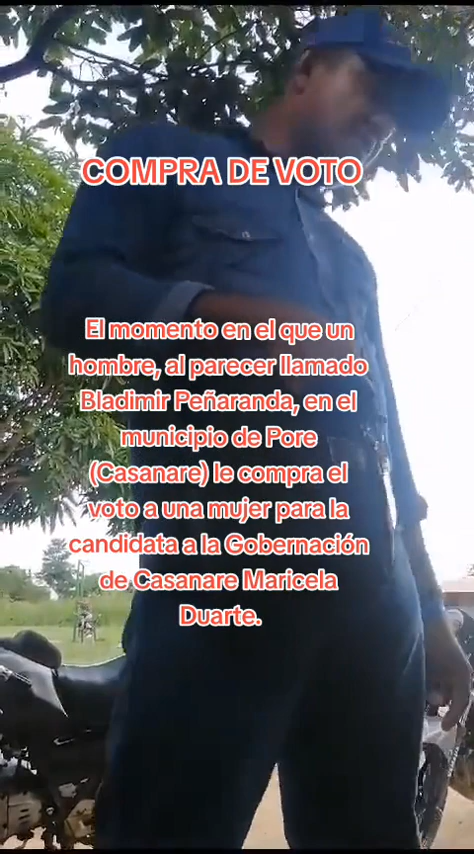 COMPRA DE VOTO
El momento en el que un
hombre, al parecer llamado
Bladimir Peñaranda, en el
municipio de Pore
(Casanare) le compra el
voto a una mujer para la
candidata a la Gobernación
de Casanare Maricela
Duarte.